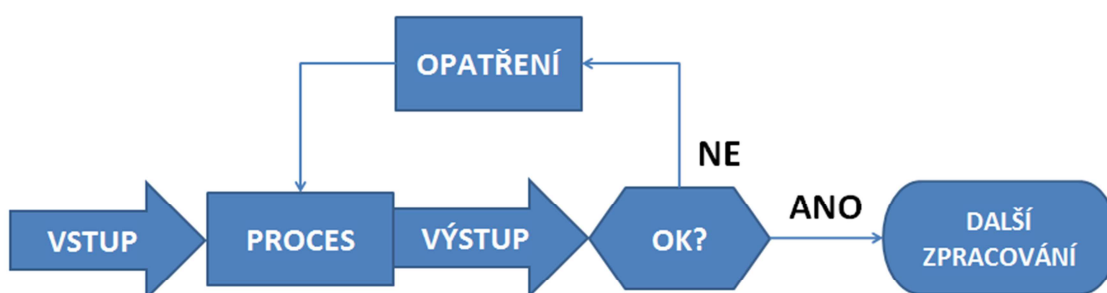 OPATŘENÍ
NE
VSTUP
PROCES
VÝSTUP
OK?
ANO
DALŠÍ
ZPRACOVÁNÍ